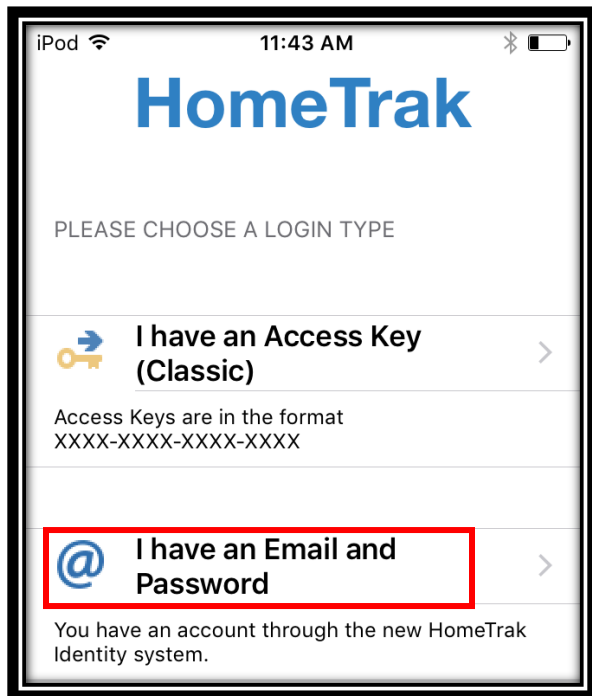 iPod 11:43 AM
HomeTrak
PLEASE CHOOSE A LOGIN TYPE
I have an Access Key
(Classic)
Access Keys are in the format
XXXX-XXXX-XXXX-XXXX
@ I have an Email and
Password
You have an account through the new HomeTrak
Identity system.